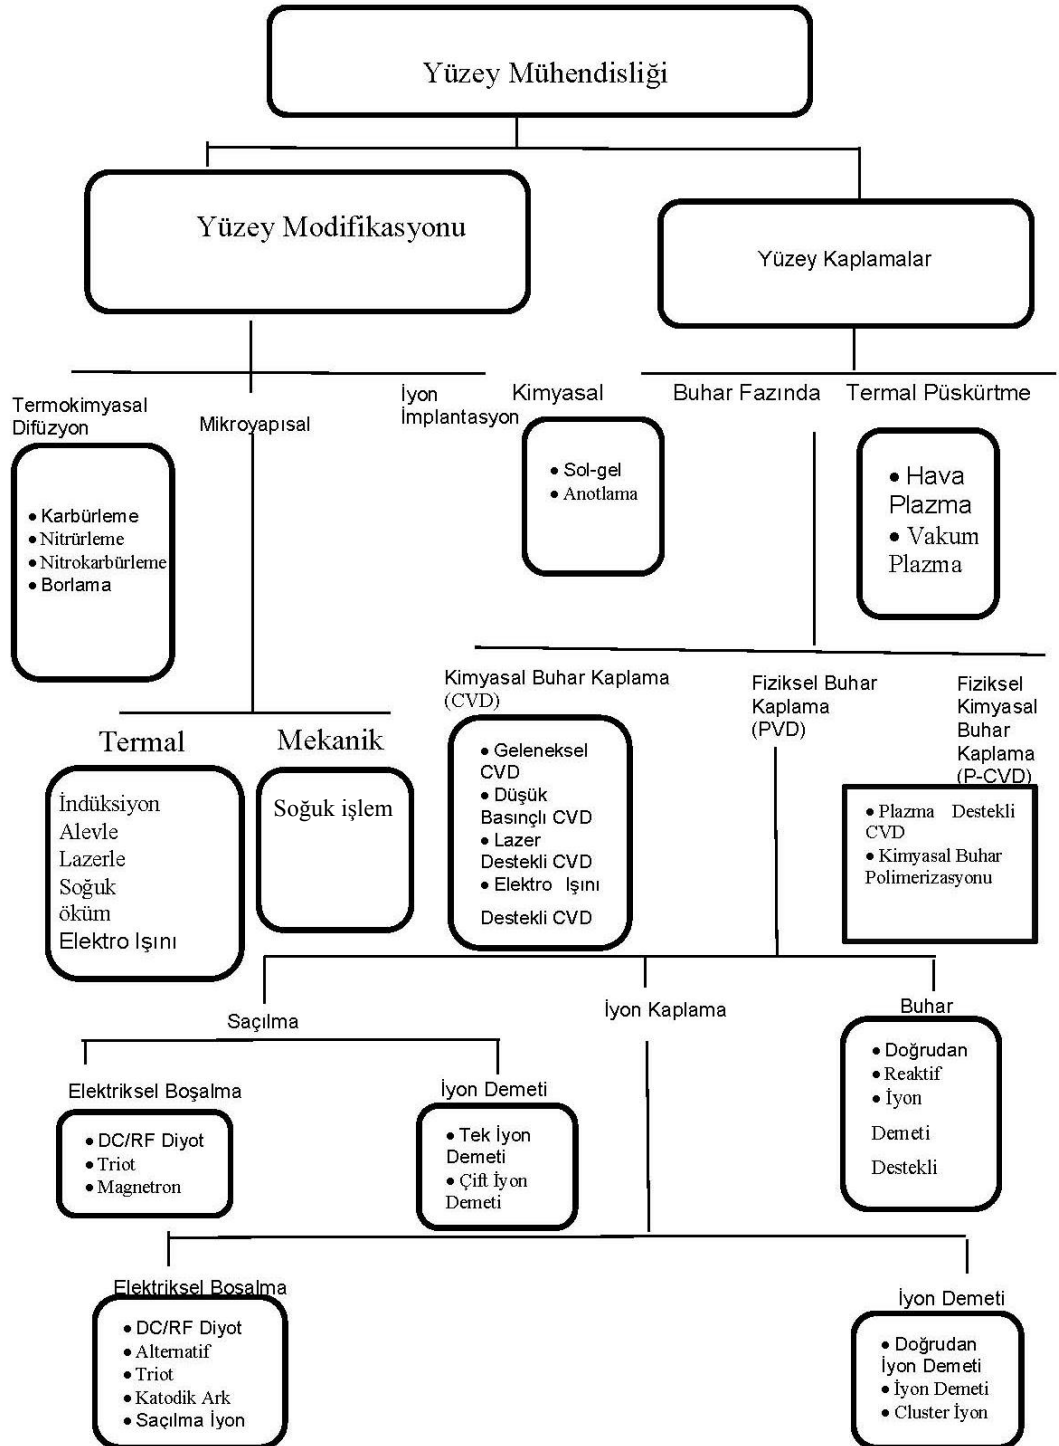 Yüzey Mühendisliği
Yüzey Modifikasyonu
Yüzey Kaplamalar
Termokimyasal
Difüzyon
Mikroyapısal
İyon
İmplantasyon
Kimyasal
Buhar Fazında
Termal Püskürtme
• Karbürleme
• Nitrürleme
• Nitrokarbürleme
• Borlama
• Sol-gel
• Anotlama
• Hava
Plazma
• Vakum
Plazma
Termal
Mekanik
Kimyasal Buhar Kaplama
(CVD)
Fiziksel Buhar
Kaplama
(PVD)
Fiziksel
Kimyasal
Buhar
Kaplama
(P-CVD)
İndüksiyon
Alevle
Lazerle
Soğuk
öküm
Elektro Işını
Soğuk işlem
• Geleneksel
CVD
• Düşük
Basınçlı CVD
• Lazer
Destekli CVD
• Elektro Işını
Destekli CVD
• Plazma Destekli
CVD
• Kimyasal Buhar
Polimerizasyonu
Saçılma
İyon Kaplama
Buhar
Elektriksel Boşalma
İyon Demeti
• DC/RF Diyot
• Triot
• Magnetron
• Tek İyon
Demeti
• Çift İyon
Demeti
• Doğrudan
• Reaktif
• İyon
Demeti
Destekli
Elektriksel Boşalma
İyon Demeti
• DC/RF Diyot
• Alternatif
• Triot
• Katodik Ark
• Saçılma İyon
• Doğrudan
İyon Demeti
• İyon Demeti
• Cluster İyon